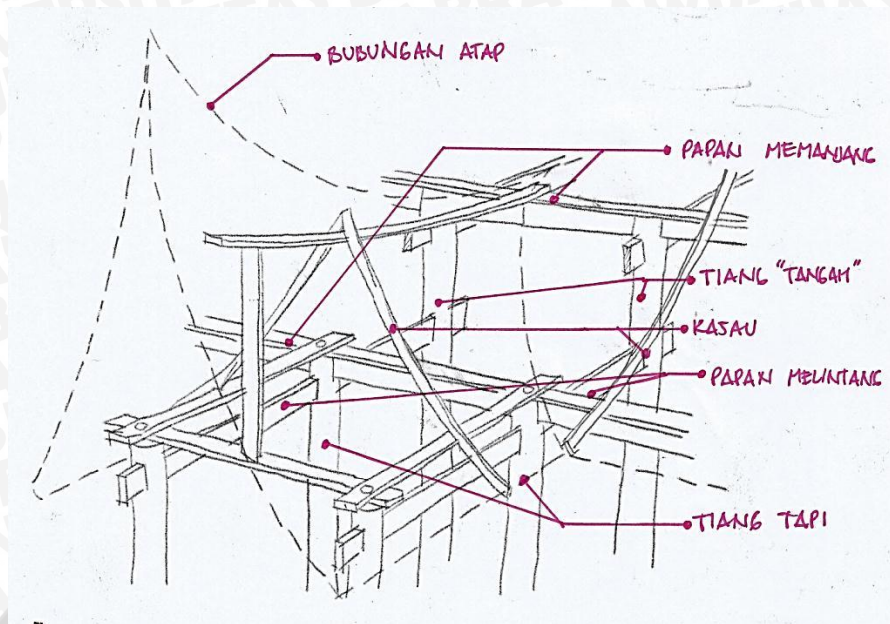 BUBUNGAN ATAP
PAPAN MEMANJANG
TIANG "TANGAH"
KASAU
PAPAN MELINTANG
TIANG TAPI